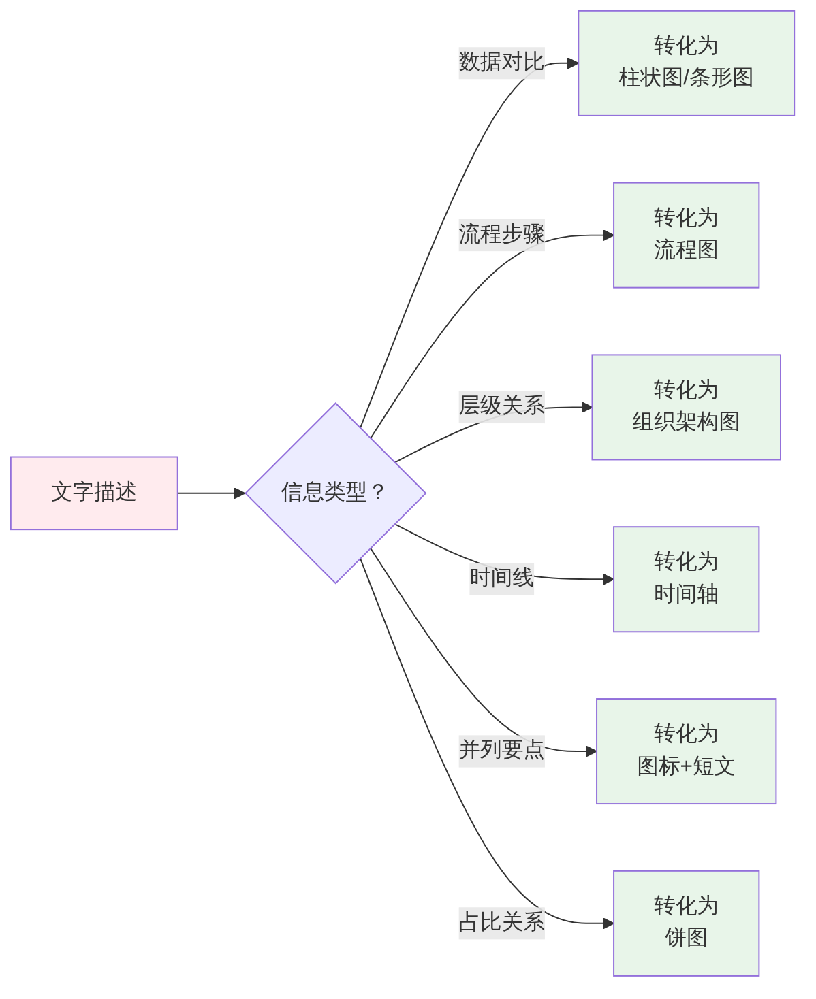 数据对比
转化为
柱状图/条形图
流程步骤
转化为
流程图
层级关系
转化为
组织架构图
文字描述
信息类型？
时间线
转化为
时间轴
并列要点
转化为
图标+短文
占比关系
转化为
饼图